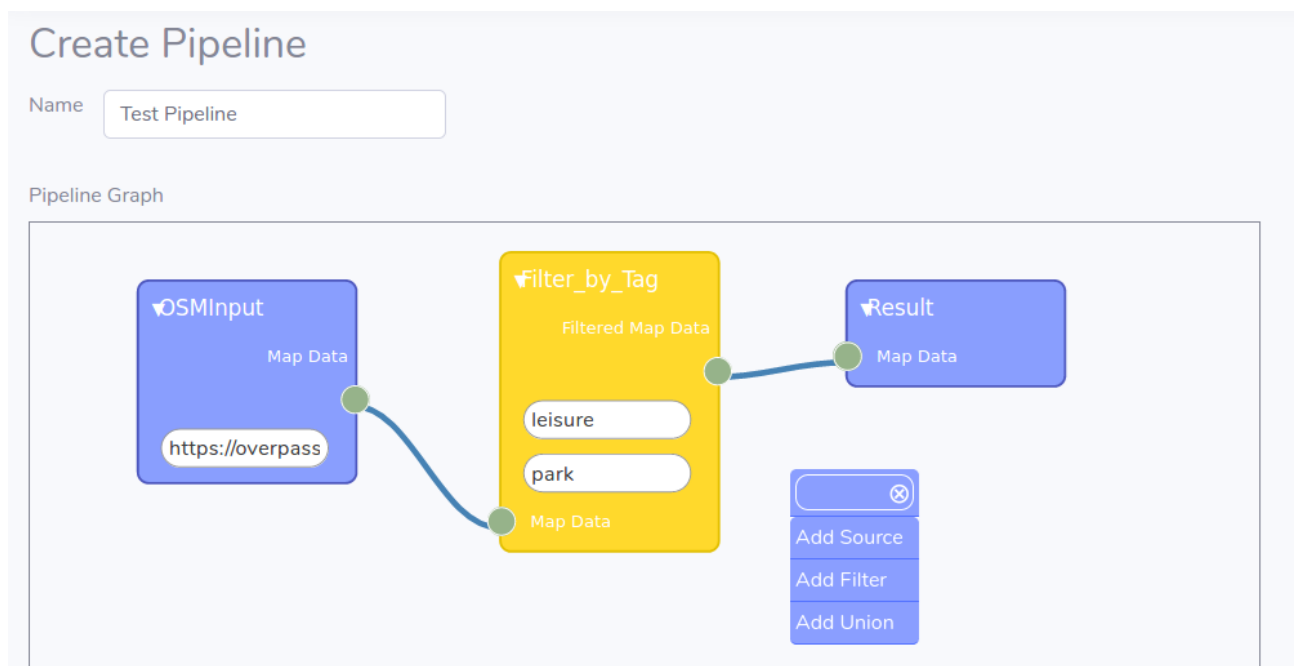 Create Pipeline
Name
Test Pipeline
Pipeline Graph
OSMInput
Map Data
https://overpass
Filter_by_Tag
Filtered Map Data
leisure
park
Map Data
Result
Map Data
Add Source
Add Filter
Add Union